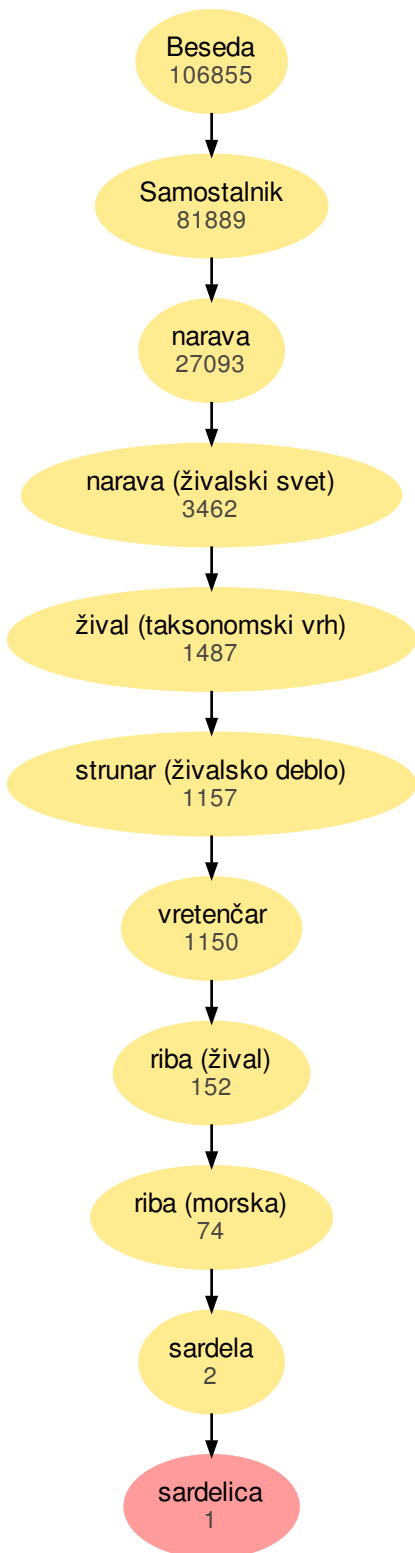 Beseda
106855
Samostalnik
81889
narava
27093
narava (živalski svet)
3462
žival (taksonomski vrh)
1487
strunar (živalsko deblo)
1157
vretenčar
1150
riba (žival)
152
riba (morska)
74
sardela
2
sardelica
1